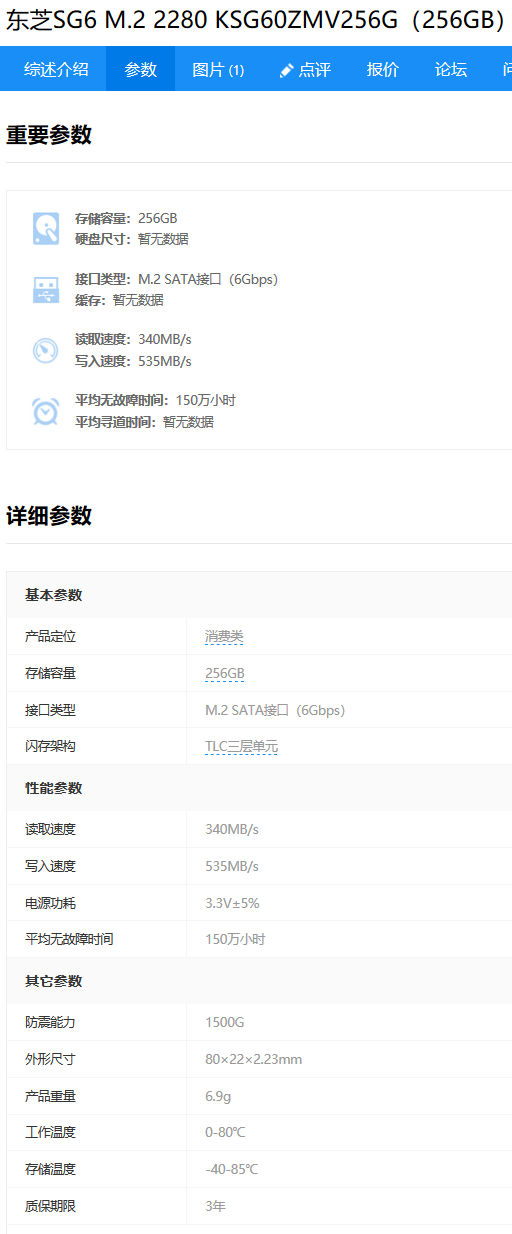 东芝SG6 M.2 2280 KSG60ZMV256G（256GB）
综述介绍 参数 图片 (1) 点评 报价 论坛
重要参数
存储容量：256GB
硬盘尺寸：暂无数据
接口类型：M.2 SATA接口（6Gbps）
缓存：暂无数据
读取速度：340MB/s
写入速度：535MB/s
平均无故障时间：150万小时
平均寻道时间：暂无数据
详细参数
基本参数
产品定位 消费类
存储容量 256GB
接口类型 M.2 SATA接口（6Gbps）
闪存架构 TLC三层单元
性能参数
读取速度 340MB/s
写入速度 535MB/s
电源功耗 3.3V±5%
平均无故障时间 150万小时
其它参数
防震能力 1500G
外形尺寸 80×22×2.23mm
产品重量 6.9g
工作温度 0-80℃
存储温度 -40-85℃
质保期限 3年